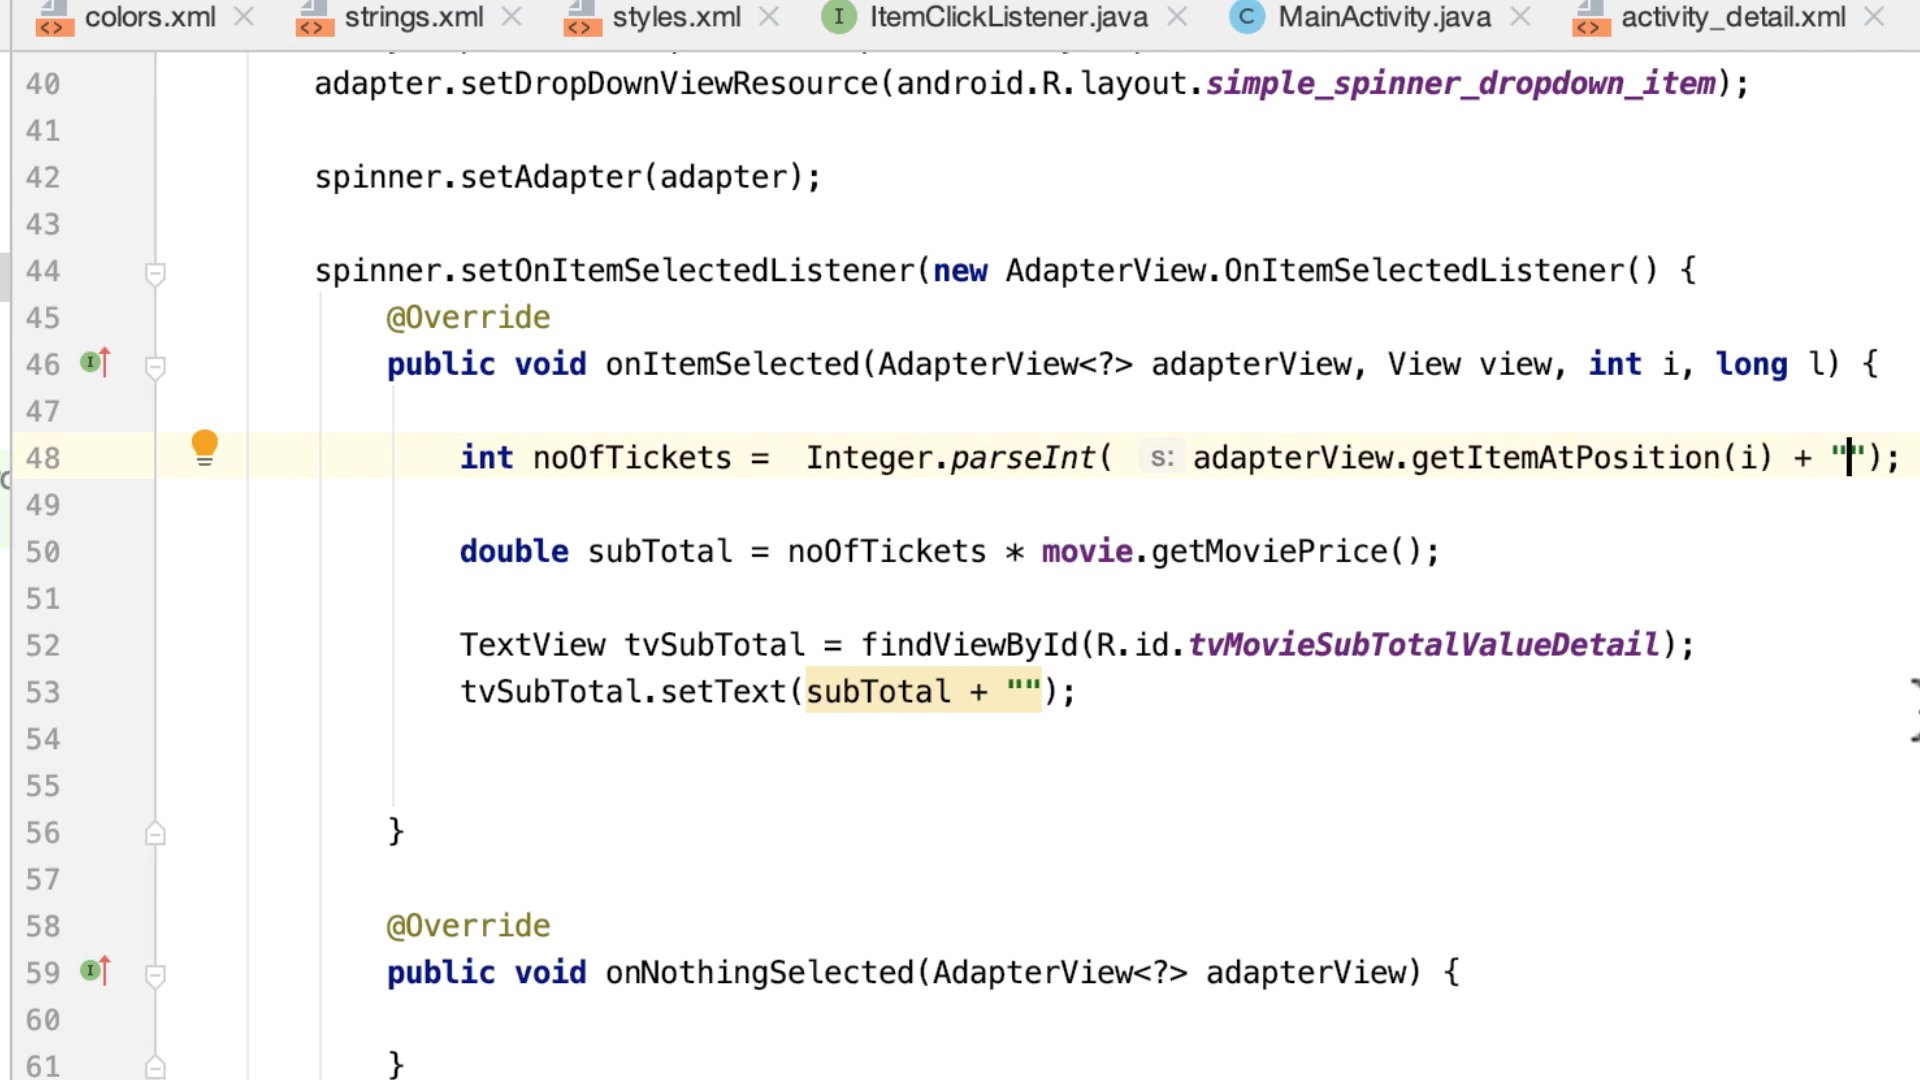 colors.xml strings.xml styles.xml I ItemClickListener.java C MainActivity.java activity_detail.xml
40 adapter.setDropDownViewResource(android.R.layout.simple_spinner_dropdown_item);
41
42 spinner.setAdapter(adapter);
43
44 spinner.setOnItemSelectedListener(new AdapterView.OnItemSelectedListener() {
45 @Override
46 I public void onItemSelected(AdapterView<?> adapterView, View view, int i, long l) {
47
48 int noOfTickets = Integer.parseInt( s: adapterView.getItemAtPosition(i) + "");
49
50 double subTotal = noOfTickets * movie.getMoviePrice();
51
52 TextView tvSubTotal = findViewById(R.id.tvMovieSubTotalValueDetail);
53 tvSubTotal.setText(subTotal + "");
54
55
56 }
57
58 @Override
59 I public void onNothingSelected(AdapterView<?> adapterView) {
60
61 }